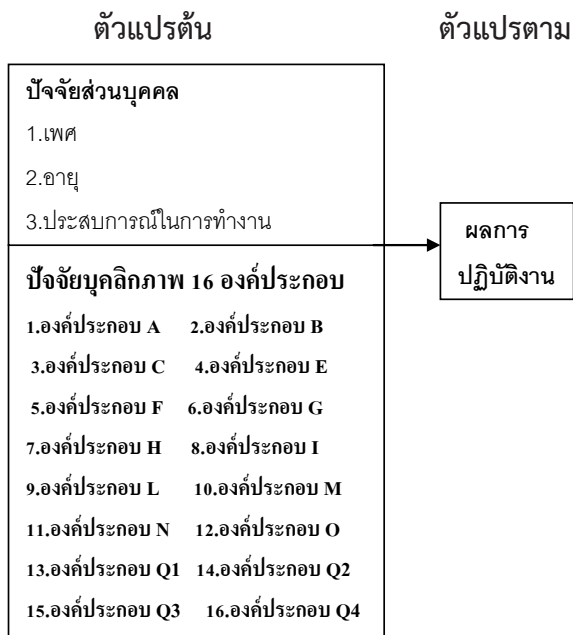 ตัวแปรต้น ตัวแปรตาม
ปัจจัยส่วนบุคคล
1.เพศ
2.อายุ
3.ประสบการณ์ในการทำงาน
ผลการ
ปฏิบัติงาน
ปัจจัยบุคลิกภาพ 16 องค์ประกอบ
1.องค์ประกอบ A 2.องค์ประกอบ B
3.องค์ประกอบ C 4.องค์ประกอบ E
5.องค์ประกอบ F 6.องค์ประกอบ G
7.องค์ประกอบ H 8.องค์ประกอบ I
9.องค์ประกอบ L 10.องค์ประกอบ M
11.องค์ประกอบ N 12.องค์ประกอบ O
13.องค์ประกอบ Q1 14.องค์ประกอบ Q2
15.องค์ประกอบ Q3 16.องค์ประกอบ Q4